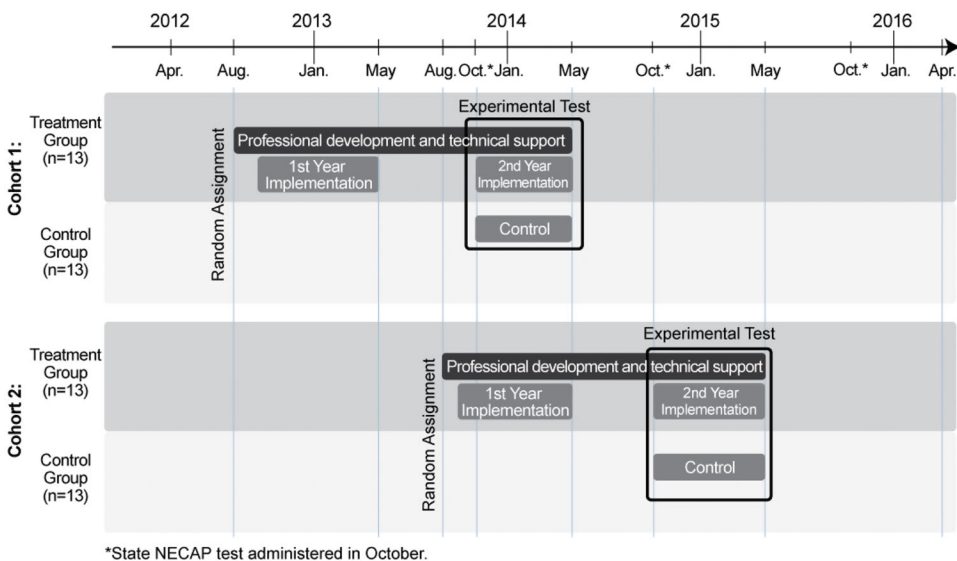 2012 2013 2014 2015 2016
Apr. Aug. Jan. May Aug. Oct.* Jan. May Oct.* Jan. May Oct.* Jan. Apr.
Experimental Test
Cohort 1:
Treatment
Group
(n=13)
Random Assignment
Professional development and technical support
1st Year
Implementation
2nd Year
Implementation
Control
Group
(n=13)
Control
Experimental Test
Cohort 2:
Treatment
Group
(n=13)
Random Assignment
Professional development and technical support
1st Year
Implementation
2nd Year
Implementation
Control
Group
(n=13)
Control
*State NECAP test administered in October.